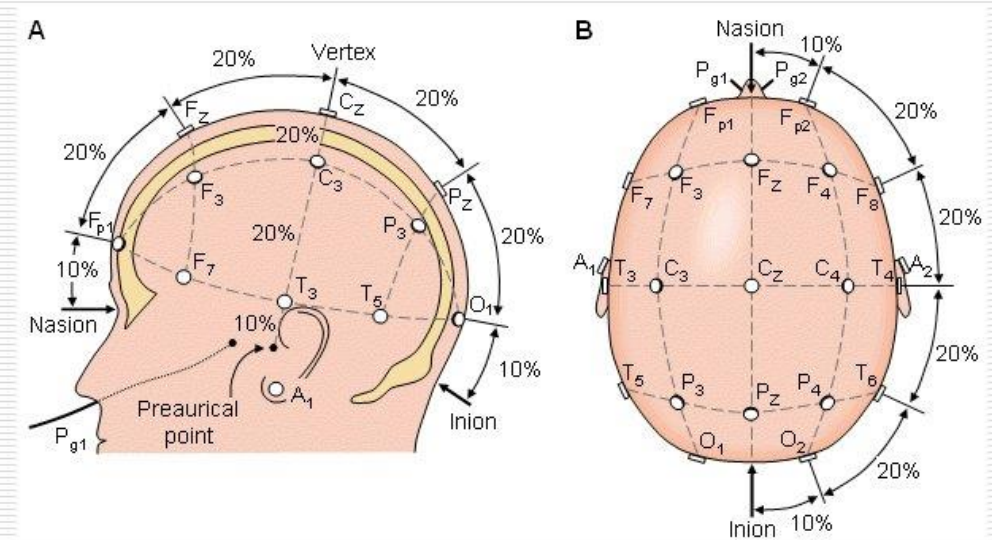 A
Vertex
20%
20%
Fz
Cz
20%
20%
C3
F3
Pz
Fp1
P3
20%
20%
10%
F7
T3
T5
O1
Nasion
10%
10%
A1
Preaurical
point
Inion
Pg1
B
Nasion
10%
Pg1
Pg2
Fp1
Fp2
20%
F7
F3
Fz
F4
F8
20%
A1
T3
C3
Cz
C4
T4
A2
20%
T5
P3
Pz
P4
T6
O1
O2
20%
Inion
10%